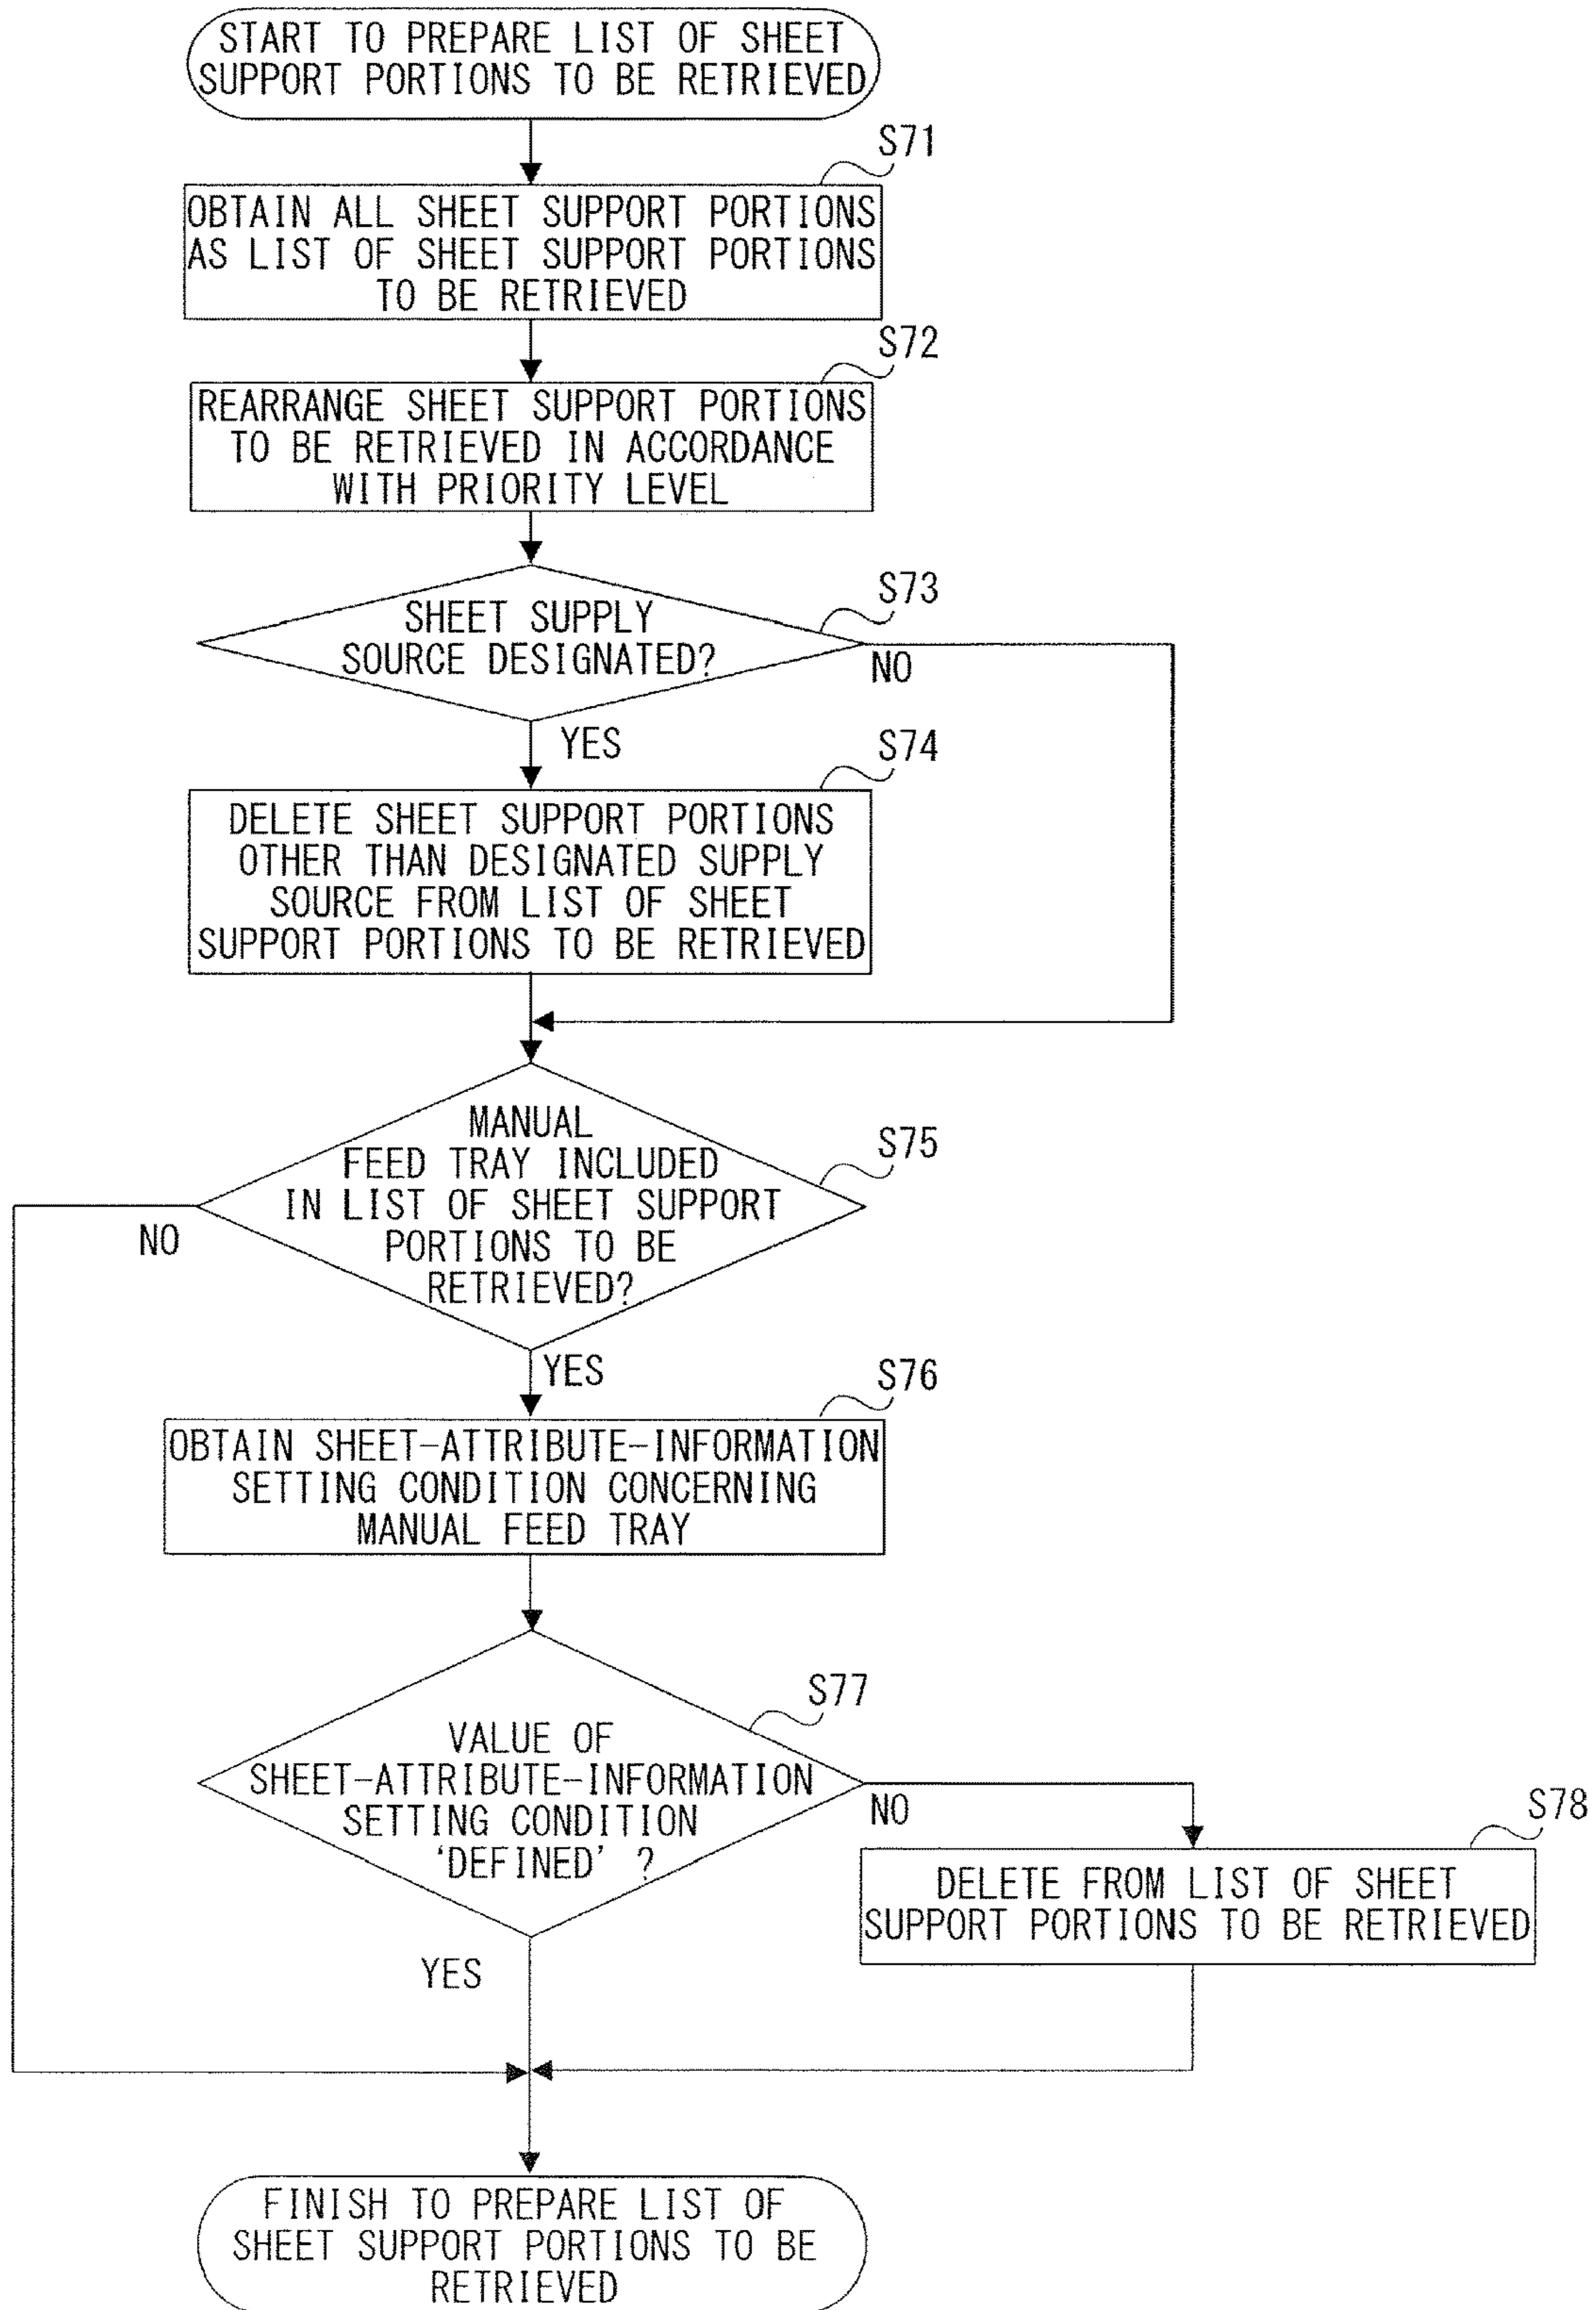 START TO PREPARE LIST OF SHEET
SUPPORT PORTIONS TO BE RETRIEVED
S71
OBTAIN ALL SHEET SUPPORT PORTIONS
AS LIST OF SHEET SUPPORT PORTIONS
TO BE RETRIEVED
S72
REARRANGE SHEET SUPPORT PORTIONS
TO BE RETRIEVED IN ACCORDANCE
WITH PRIORITY LEVEL
S73
SHEET SUPPLY
SOURCE DESIGNATED?
NO
YES
S74
DELETE SHEET SUPPORT PORTIONS
OTHER THAN DESIGNATED SUPPLY
SOURCE FROM LIST OF SHEET
SUPPORT PORTIONS TO BE RETRIEVED
S75
MANUAL
FEED TRAY INCLUDED
IN LIST OF SHEET SUPPORT
PORTIONS TO BE
RETRIEVED?
NO
YES
S76
OBTAIN SHEET-ATTRIBUTE-INFORMATION
SETTING CONDITION CONCERNING
MANUAL FEED TRAY
S77
VALUE OF
SHEET-ATTRIBUTE-INFORMATION
SETTING CONDITION
‘DEFINED’ ?
NO
YES
S78
DELETE FROM LIST OF SHEET
SUPPORT PORTIONS TO BE RETRIEVED
FINISH TO PREPARE LIST OF
SHEET SUPPORT PORTIONS TO BE
RETRIEVED